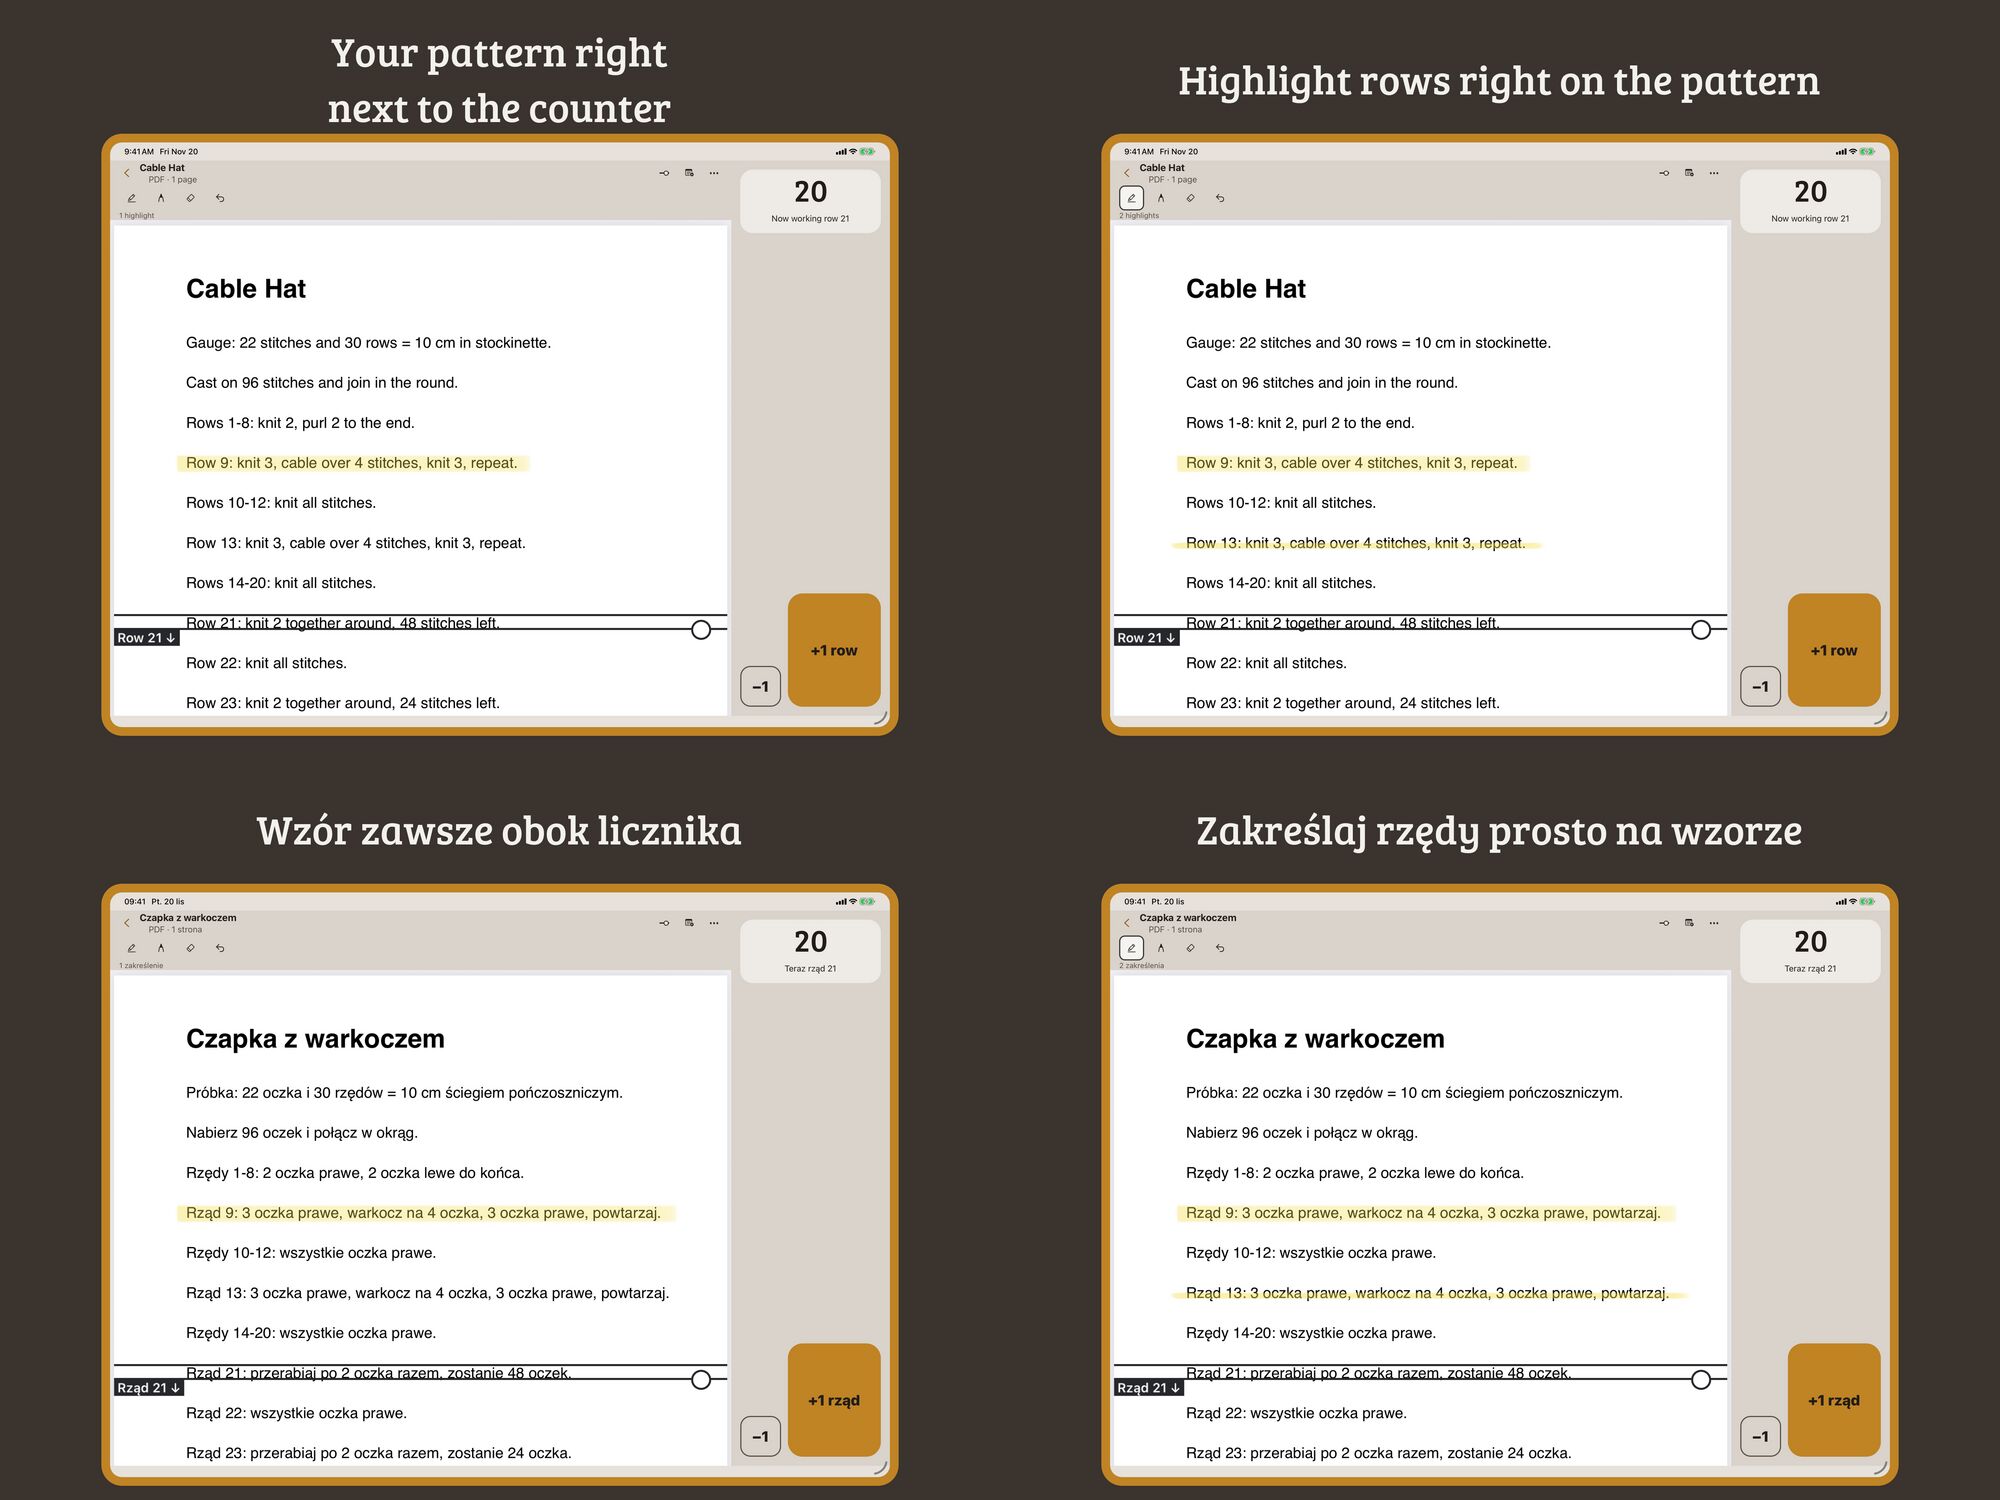 Your pattern right
next to the counter
9:41 AM Fri Nov 20
Cable Hat
PDF · 1 page
1 highlight
20
Now working row 21
Cable Hat
Gauge: 22 stitches and 30 rows = 10 cm in stockinette.
Cast on 96 stitches and join in the round.
Rows 1-8: knit 2, purl 2 to the end.
Row 9: knit 3, cable over 4 stitches, knit 3, repeat.
Rows 10-12: knit all stitches.
Row 13: knit 3, cable over 4 stitches, knit 3, repeat.
Rows 14-20: knit all stitches.
Row 21: knit 2 together around, 48 stitches left.
Row 21 ↓
Row 22: knit all stitches.
Row 23: knit 2 together around, 24 stitches left.
−1
+1 row
Highlight rows right on the pattern
9:41 AM Fri Nov 20
Cable Hat
PDF · 1 page
2 highlights
20
Now working row 21
Cable Hat
Gauge: 22 stitches and 30 rows = 10 cm in stockinette.
Cast on 96 stitches and join in the round.
Rows 1-8: knit 2, purl 2 to the end.
Row 9: knit 3, cable over 4 stitches, knit 3, repeat.
Rows 10-12: knit all stitches.
Row 13: knit 3, cable over 4 stitches, knit 3, repeat.
Rows 14-20: knit all stitches.
Row 21: knit 2 together around, 48 stitches left.
Row 21 ↓
Row 22: knit all stitches.
Row 23: knit 2 together around, 24 stitches left.
−1
+1 row
Wzór zawsze obok licznika
09:41 Pt. 20 lis
Czapka z warkoczem
PDF · 1 strona
1 zakreślenie
20
Teraz rząd 21
Czapka z warkoczem
Próbka: 22 oczka i 30 rzędów = 10 cm ściegiem pończoszniczym.
Nabierz 96 oczek i połącz w okrąg.
Rzędy 1-8: 2 oczka prawe, 2 oczka lewe do końca.
Rząd 9: 3 oczka prawe, warkocz na 4 oczka, 3 oczka prawe, powtarzaj.
Rzędy 10-12: wszystkie oczka prawe.
Rząd 13: 3 oczka prawe, warkocz na 4 oczka, 3 oczka prawe, powtarzaj.
Rzędy 14-20: wszystkie oczka prawe.
Rząd 21: przerabiaj po 2 oczka razem, zostanie 48 oczek.
Rząd 21 ↓
Rząd 22: wszystkie oczka prawe.
Rząd 23: przerabiaj po 2 oczka razem, zostanie 24 oczka.
−1
+1 rząd
Zakreślaj rzędy prosto na wzorze
09:41 Pt. 20 lis
Czapka z warkoczem
PDF · 1 strona
2 zakreślenia
20
Teraz rząd 21
Czapka z warkoczem
Próbka: 22 oczka i 30 rzędów = 10 cm ściegiem pończoszniczym.
Nabierz 96 oczek i połącz w okrąg.
Rzędy 1-8: 2 oczka prawe, 2 oczka lewe do końca.
Rząd 9: 3 oczka prawe, warkocz na 4 oczka, 3 oczka prawe, powtarzaj.
Rzędy 10-12: wszystkie oczka prawe.
Rząd 13: 3 oczka prawe, warkocz na 4 oczka, 3 oczka prawe, powtarzaj.
Rzędy 14-20: wszystkie oczka prawe.
Rząd 21: przerabiaj po 2 oczka razem, zostanie 48 oczek.
Rząd 21 ↓
Rząd 22: wszystkie oczka prawe.
Rząd 23: przerabiaj po 2 oczka razem, zostanie 24 oczka.
−1
+1 rząd